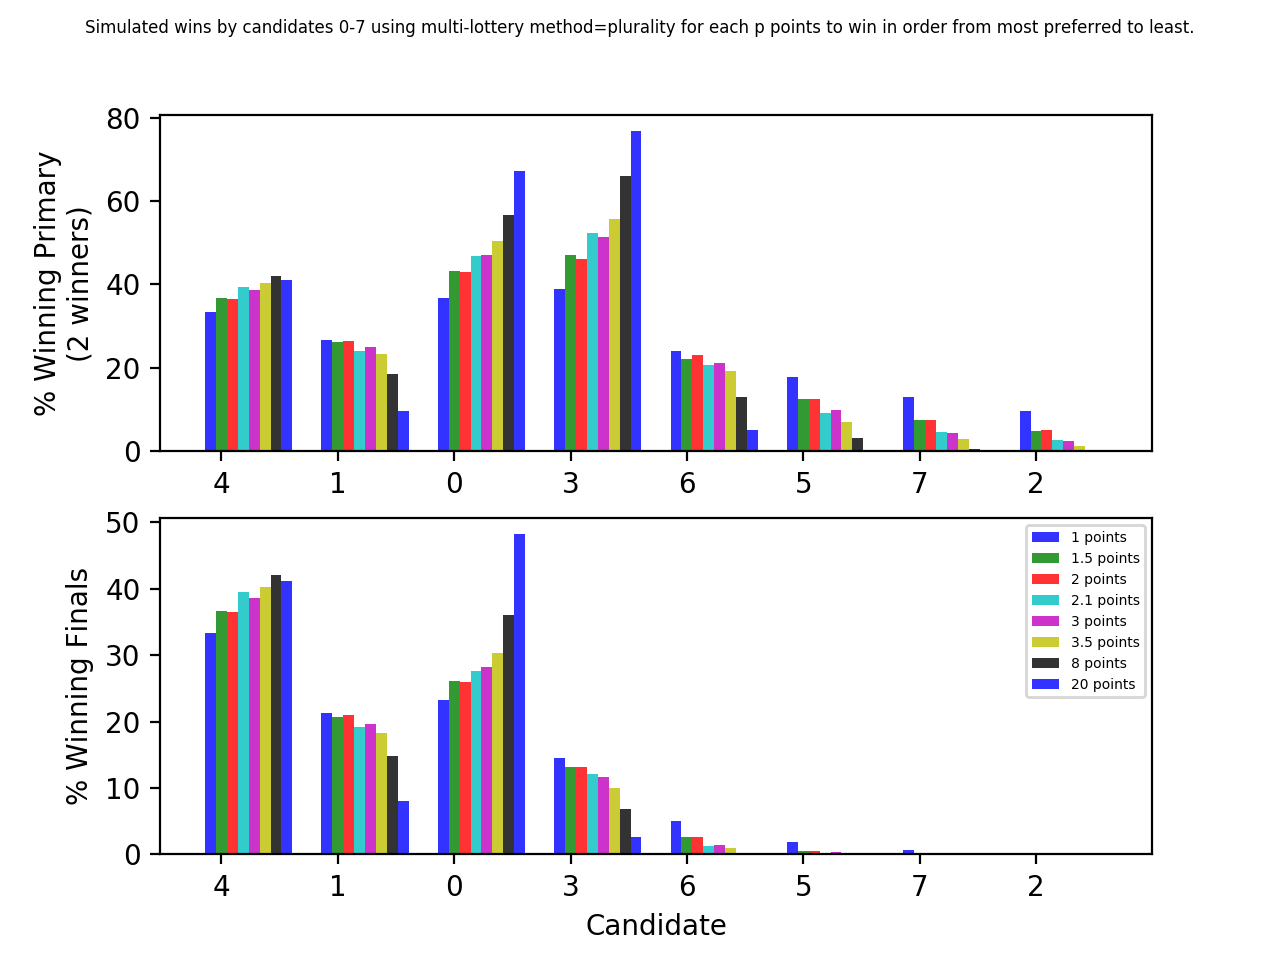 Simulated wins by candidates 0-7 using multi-lottery method=plurality for each p points to win in order from most preferred to least.
% Winning Primary
(2 winners)
80
60
40
20
0
4 1 0 3 6 5 7 2
% Winning Finals
50
40
30
20
10
0
1 points
1.5 points
2 points
2.1 points
3 points
3.5 points
8 points
20 points
4 1 0 3 6 5 7 2
Candidate